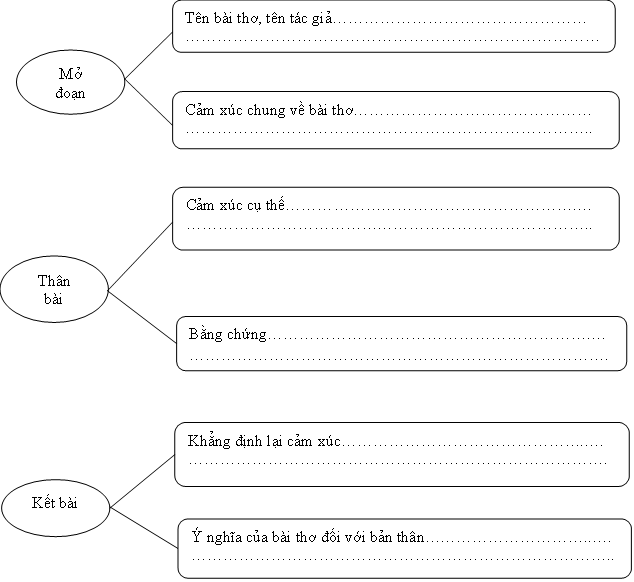 Tên bài thơ, tên tác giả……………………………………
……………………………………………………………
Mở
đoạn
Cảm xúc chung về bài thơ…………………………………
……………………………………………………………
Cảm xúc cụ thể……………………………………………
……………………………………………………………
Thân
bài
Bằng chứng…………………………………………………
……………………………………………………………
Khẳng định lại cảm xúc……………………………………
……………………………………………………………
Kết bài
Ý nghĩa của bài thơ đối với bản thân…………………………
……………………………………………………………